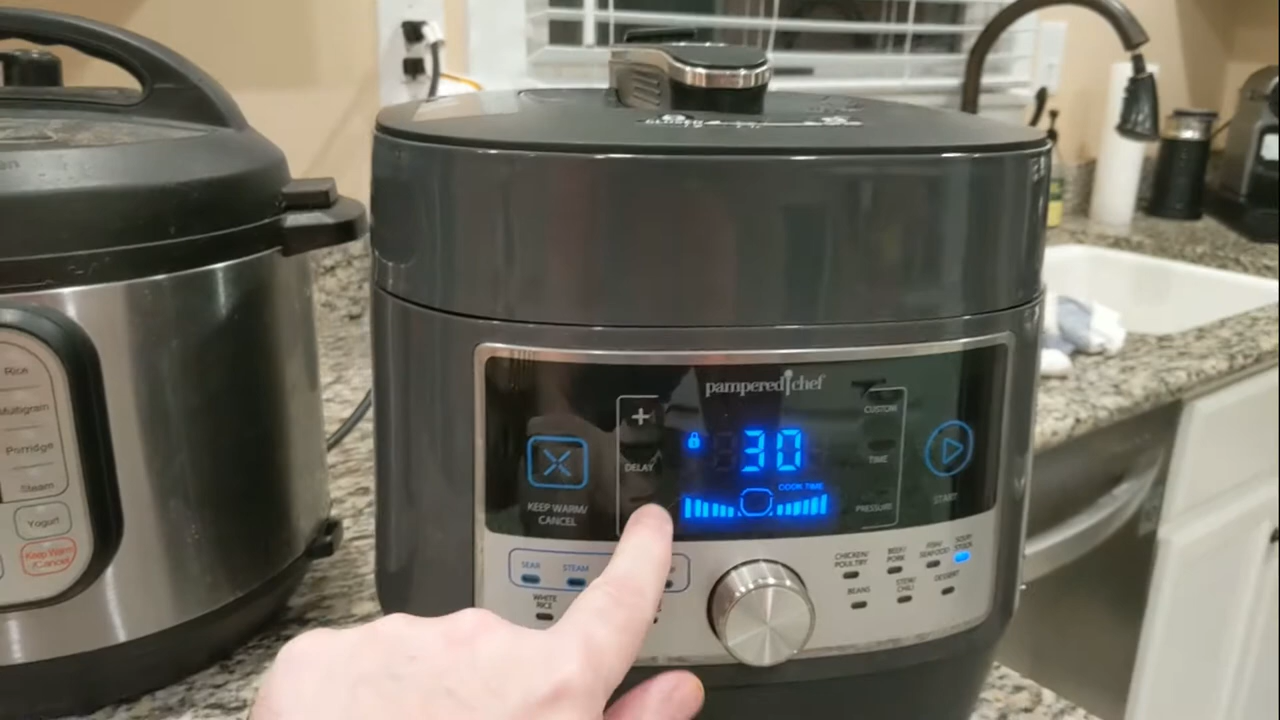 Rice
Multigrain
Porridge
Steam
Yogurt
Keep Warm
/Cancel
pampered chef
+
DELAY
KEEP WARM/
CANCEL
30
COOK TIME
CUSTOM
TIME
PRESSURE
START
SEAR
STEAM
WHITE
RICE
CHICKEN/
POULTRY
BEEF/
PORK
FISH/
SEAFOOD
SOUP/
STOCK
BEANS
STEW/
CHILI
DESSERT